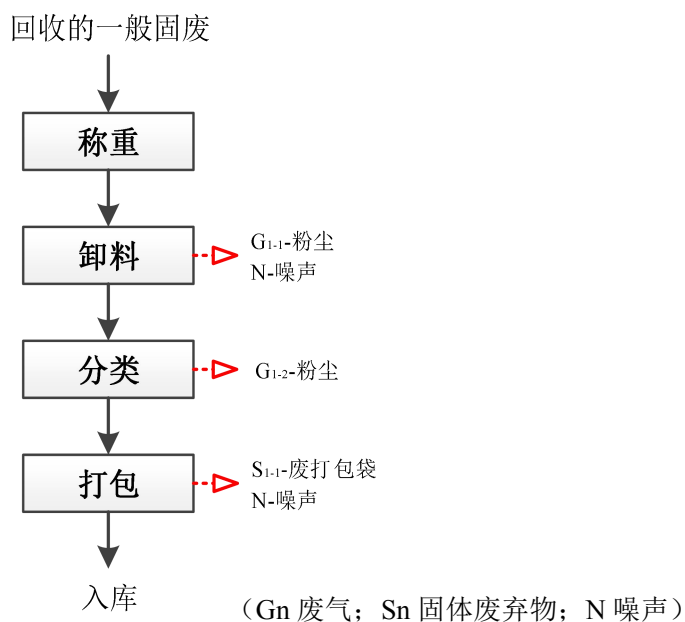 回收的一般固废
称重
卸料
G1-1-粉尘
N-噪声
分类
G1-2-粉尘
打包
S1-1-废打包袋
N-噪声
入库
（Gn 废气；Sn 固体废弃物；N 噪声）